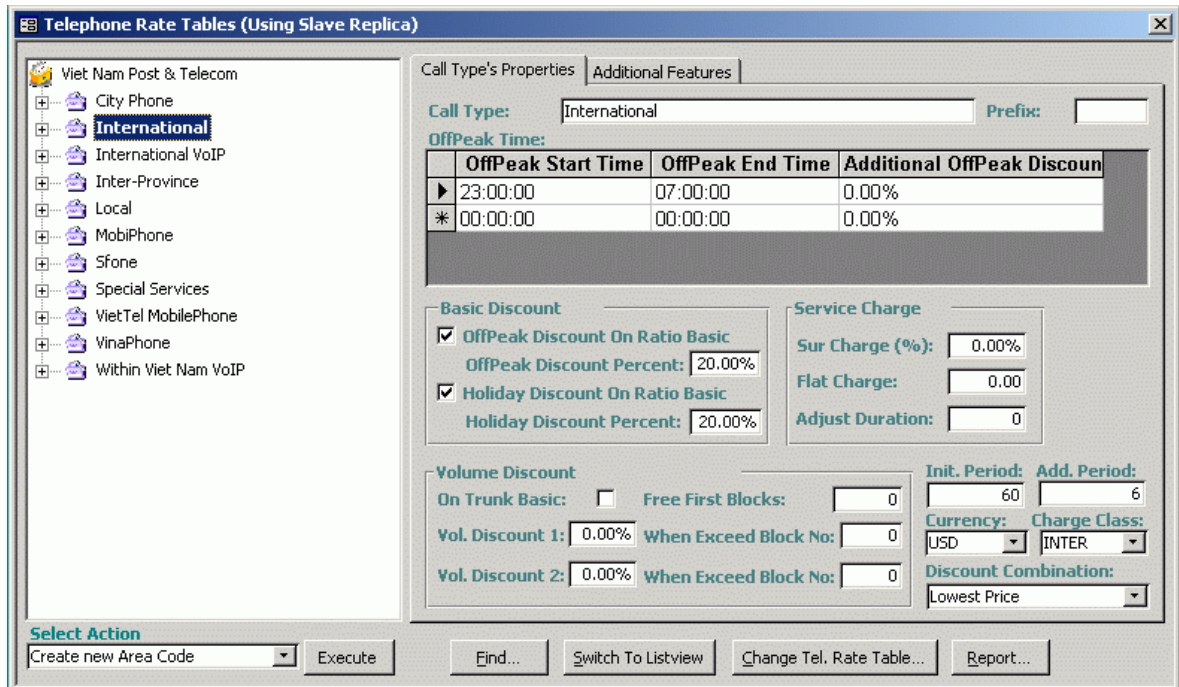 Telephone Rate Tables (Using Slave Replica)
Viet Nam Post & Telecom
City Phone
International
International VoIP
Inter-Province
Local
MobiPhone
Sfone
Special Services
VietTel MobilePhone
VinaPhone
Within Viet Nam VoIP
Select Action
Create new Area Code
Execute
Call Type's Properties Additional Features
Call Type: International Prefix:
OffPeak Time:
OffPeak Start Time OffPeak End Time Additional OffPeak Discoun
23:00:00 07:00:00 0.00%
00:00:00 00:00:00 0.00%
Basic Discount
OffPeak Discount On Ratio Basic
OffPeak Discount Percent: 20.00%
Holiday Discount On Ratio Basic
Holiday Discount Percent: 20.00%
Service Charge
Sur Charge (%): 0.00%
Flat Charge: 0.00
Adjust Duration: 0
Volume Discount
On Trunk Basic: Free First Blocks: 0
Vol. Discount 1: 0.00% When Exceed Block No: 0
Vol. Discount 2: 0.00% When Exceed Block No: 0
Init. Period: Add. Period:
60 6
Currency: Charge Class:
USD INTER
Discount Combination:
Lowest Price
Find... Switch To Listview Change Tel. Rate Table... Report...